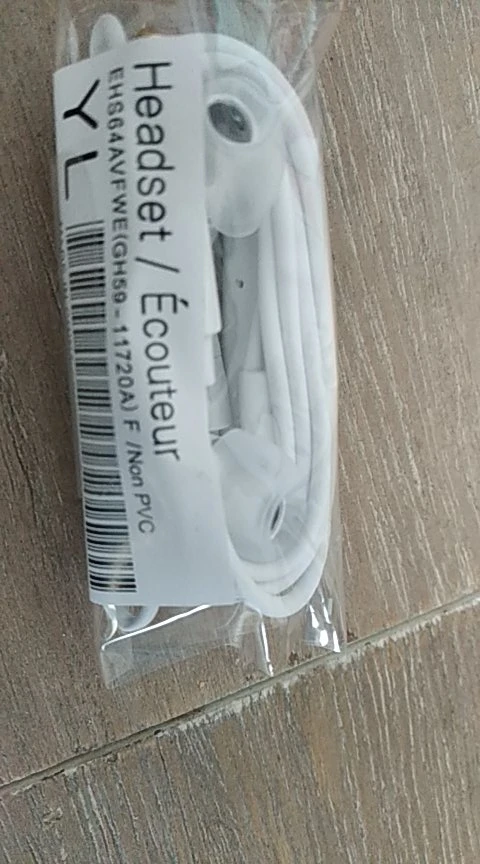 Headset / Écouteur
EHS64AVFWE(GH59-11720A) F /Non PVC
YL